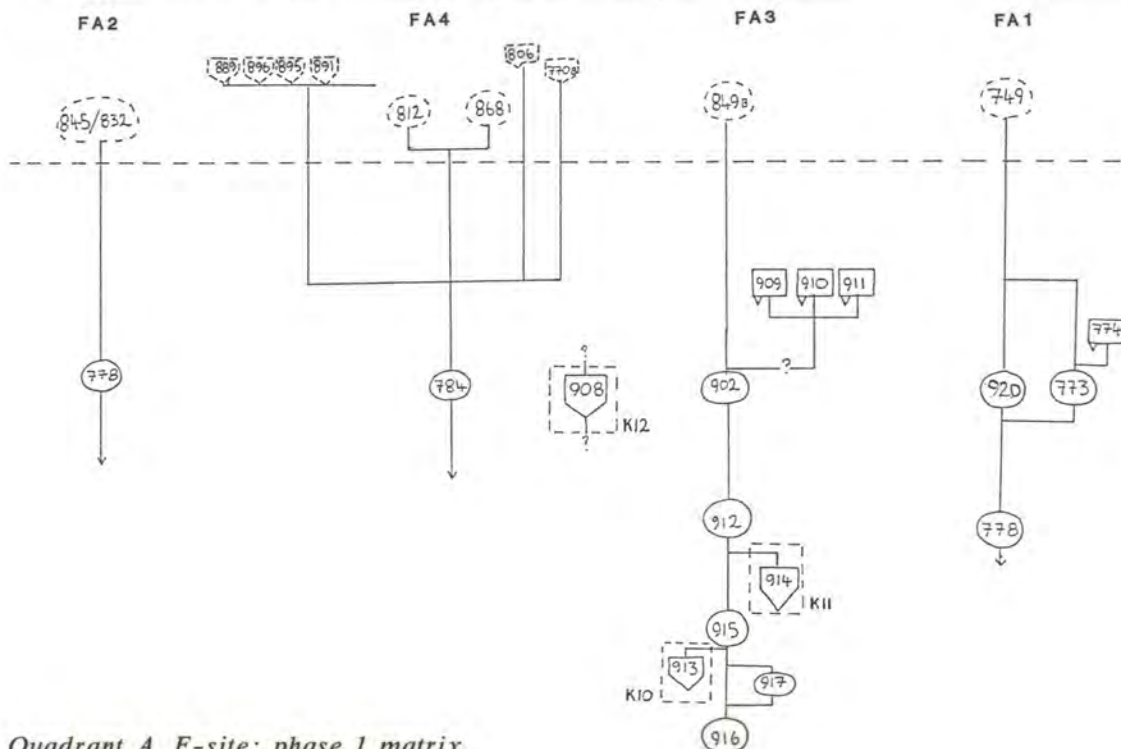 FA2 FA4 FA3 FA1
889 896 895 891 806 770B
845/832 812 868 849B 749
909 910 911
774
778 ? 784 908 K12 ? 902 ? 920 773
912 778
914 K11
915
913 K10 917
916
Quadrant A, F-site: phase 1 matrix